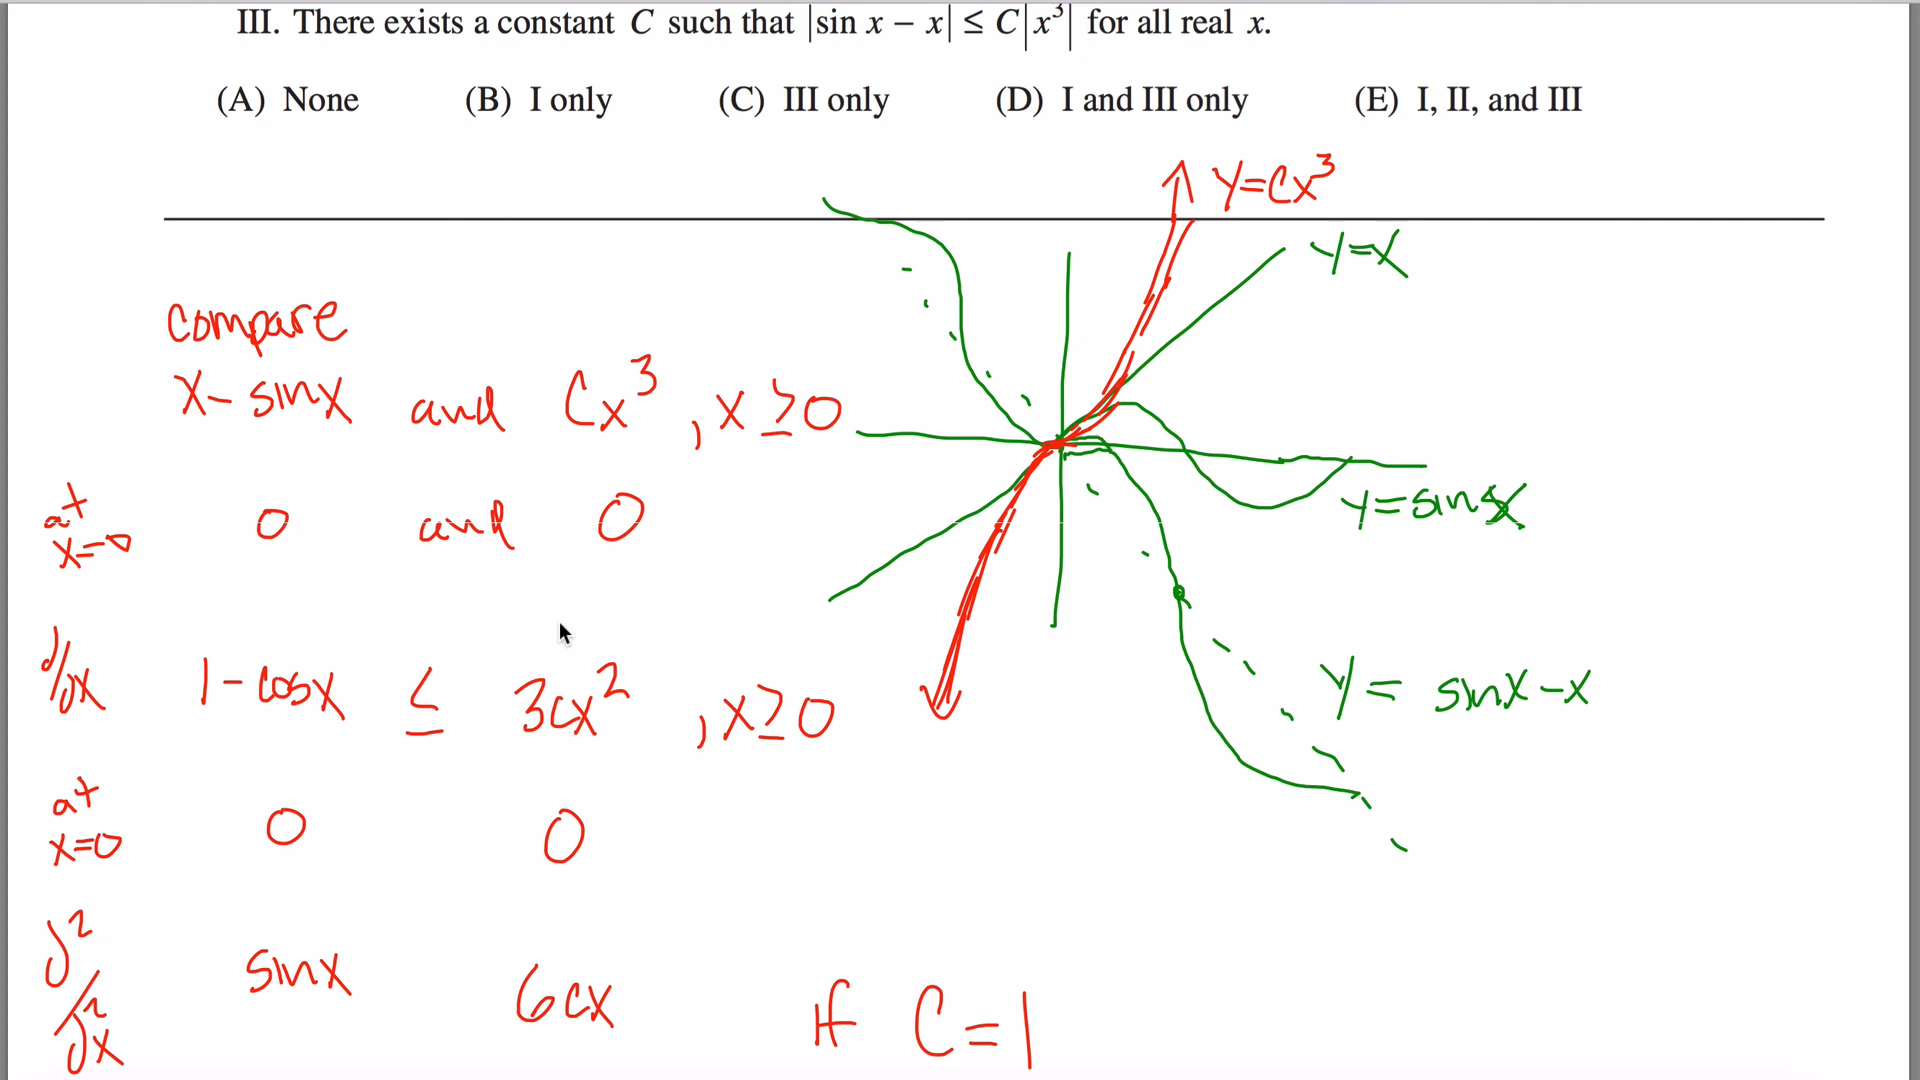 III. There exists a constant C such that |sin x − x| ≤ C|x³| for all real x.
(A) None (B) I only (C) III only (D) I and III only (E) I, II, and III
y=Cx³
y=x
compare
x-sinx and Cx³, x≥0
y=sinx
at x=0 0 and 0
d/dx 1-cosx ≤ 3cx², x≥0
y= sinx-x
at x=0 0 0
d²/d²x sinx 6cx If C=1